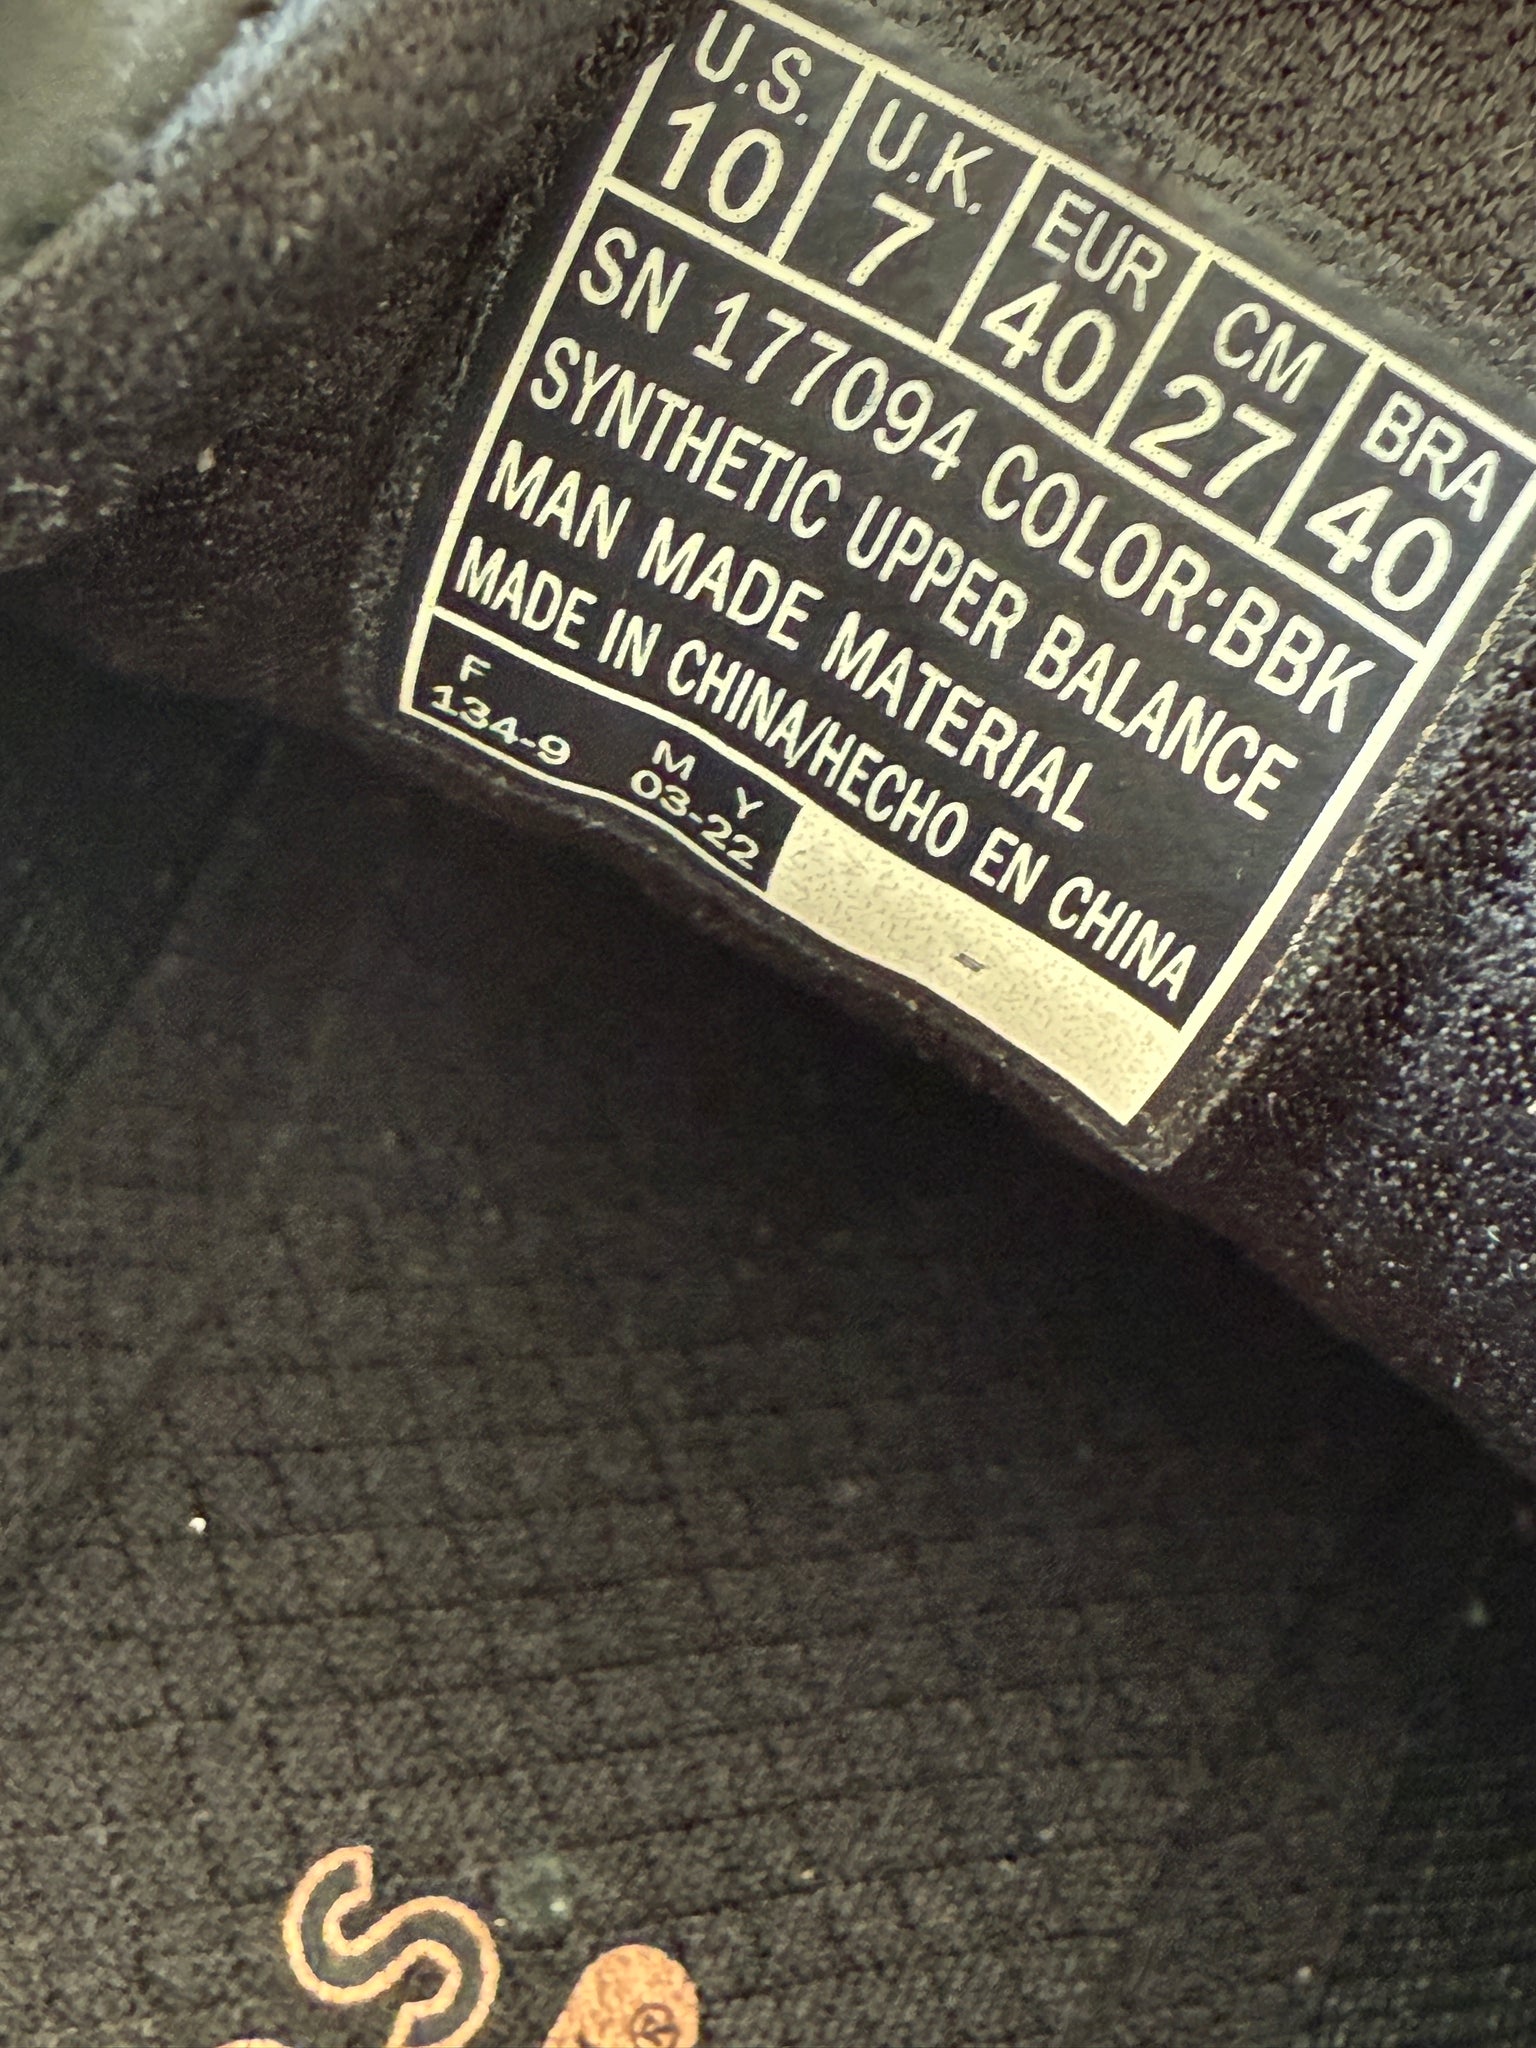 U.S. U.K. EUR CM BRA
10 7 40 27 40
SN 177094 COLOR:BBK
SYNTHETIC UPPER BALANCE
MAN MADE MATERIAL
MADE IN CHINA/HECHO EN CHINA
F M Y
134-9 03-22
-
S
®